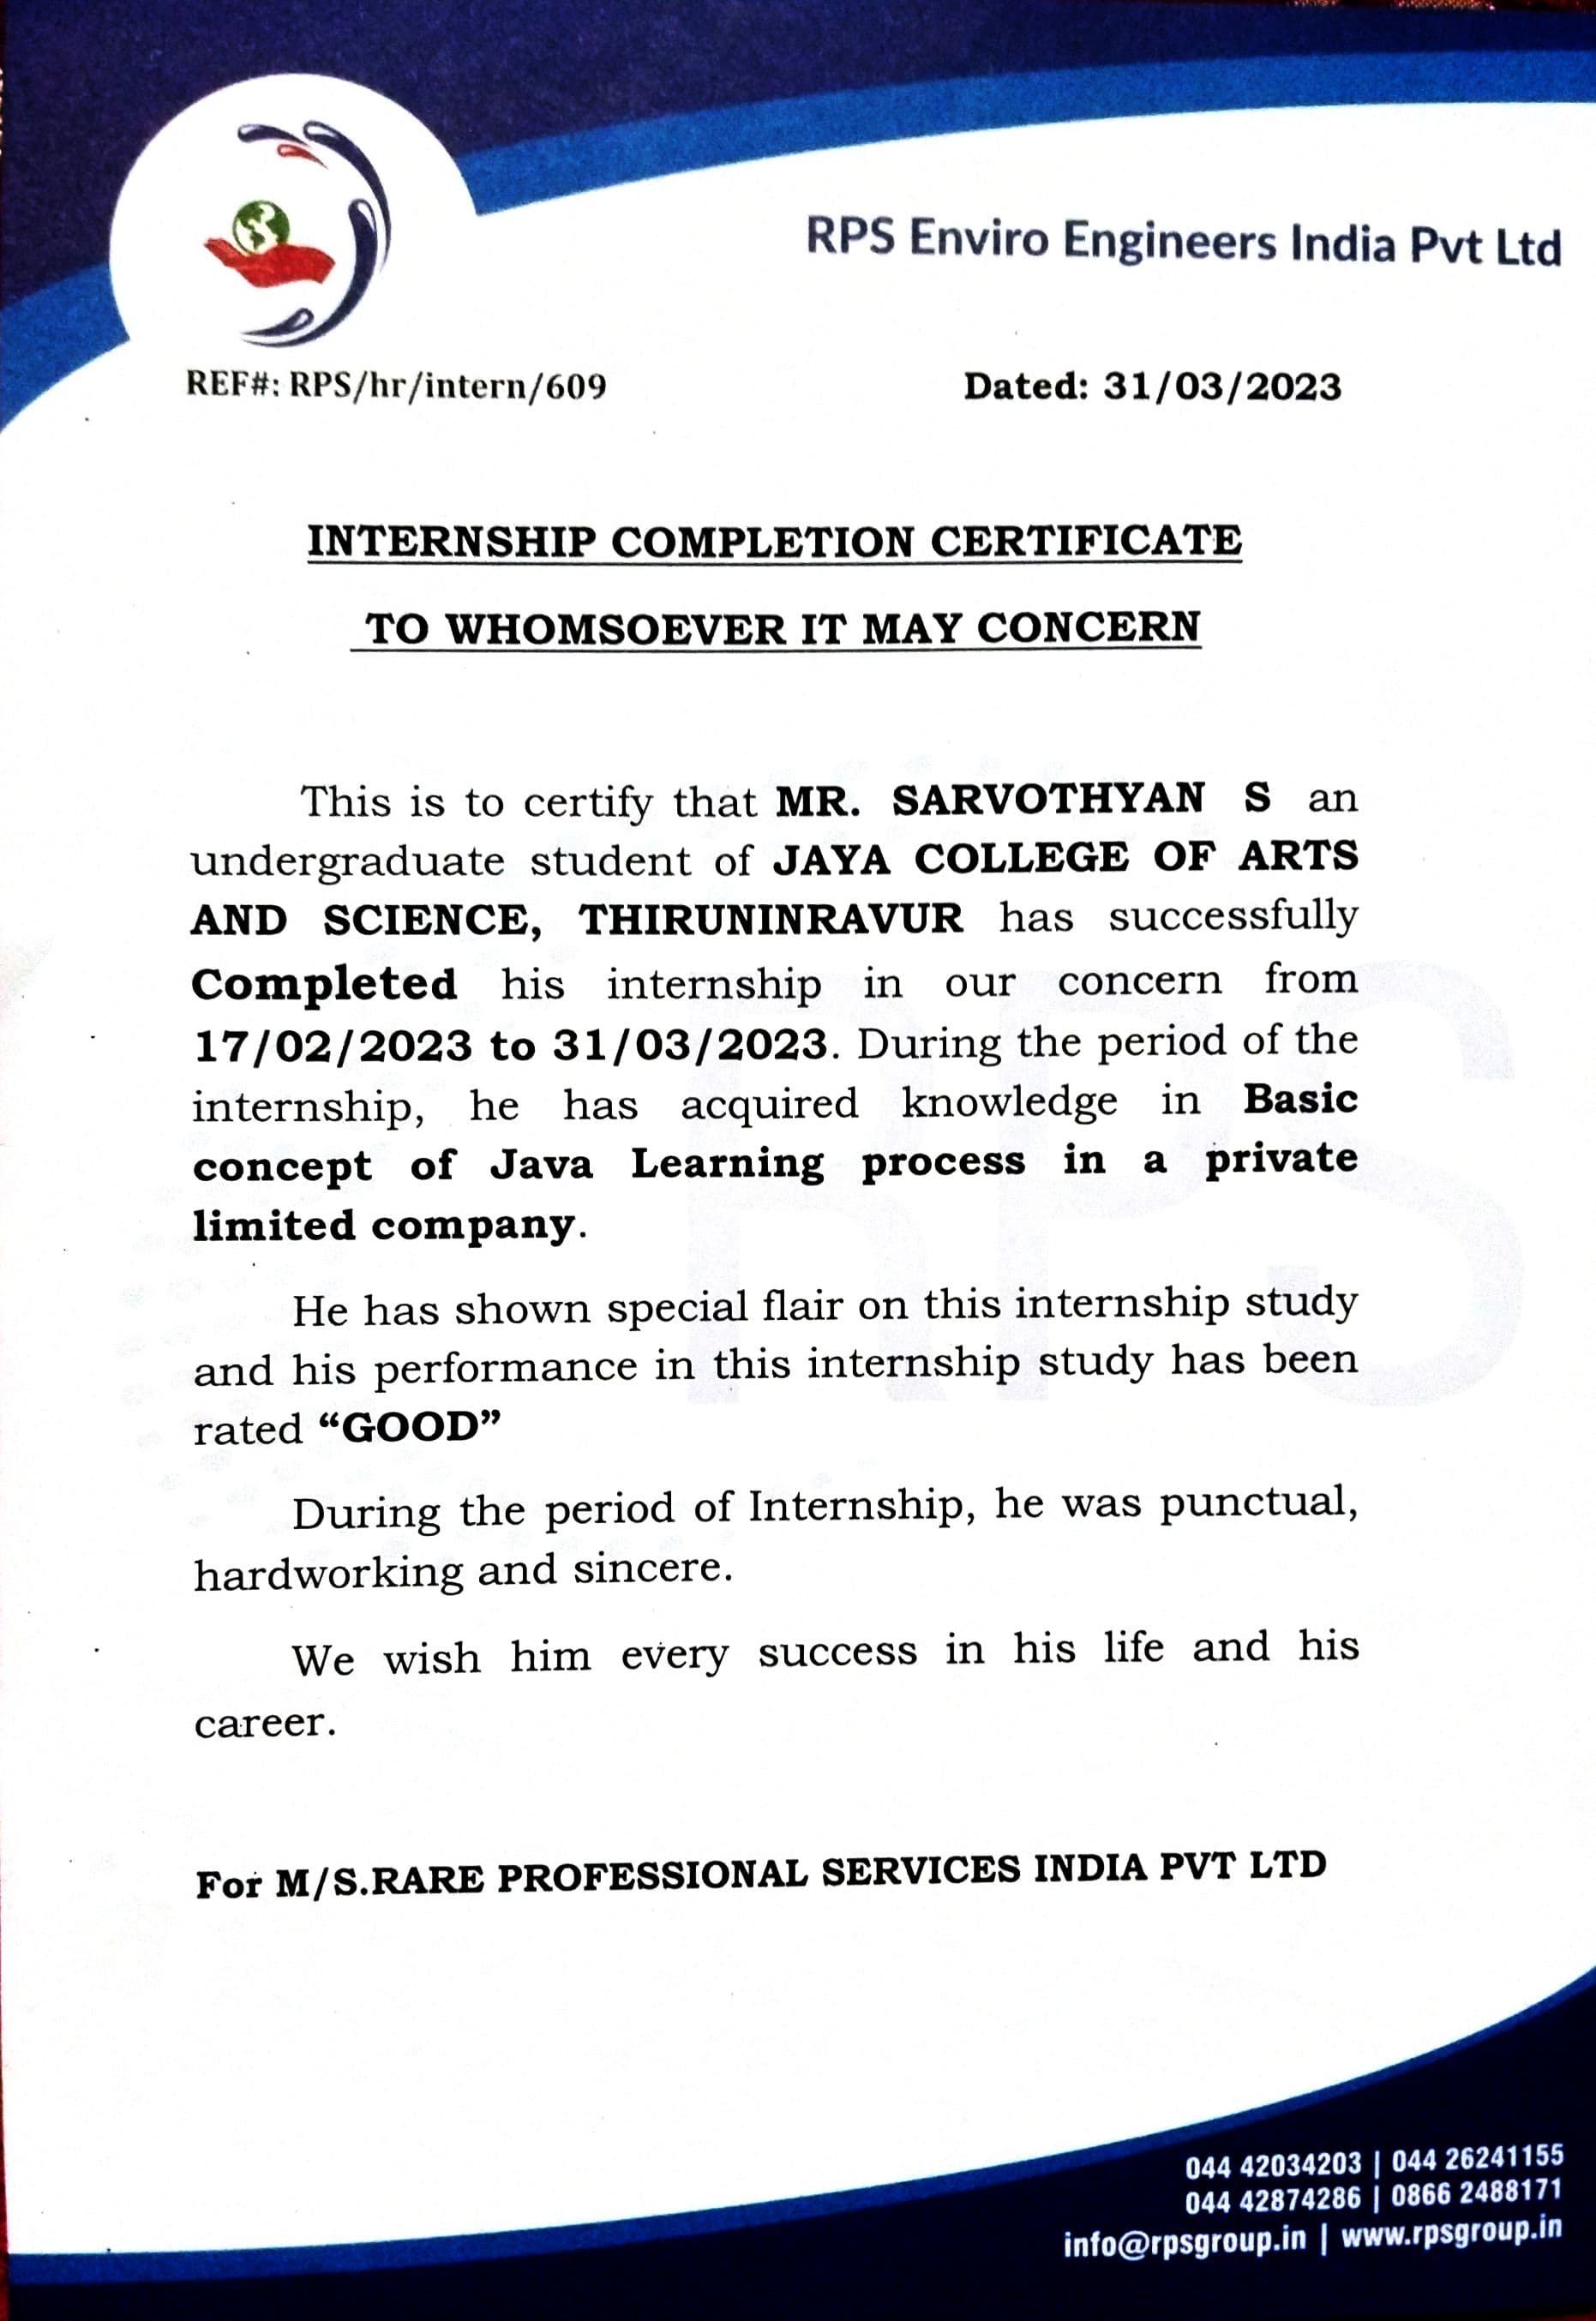 RPS Enviro Engineers India Pvt Ltd
REF#: RPS/hr/intern/609
Dated: 31/03/2023
INTERNSHIP COMPLETION CERTIFICATE
TO WHOMSOEVER IT MAY CONCERN
This is to certify that MR. SARVOTHYAN S an
undergraduate student of JAYA COLLEGE OF ARTS
AND SCIENCE, THIRUNINRAVUR has successfully
Completed his internship in our concern from
17/02/2023 to 31/03/2023. During the period of the
internship, he has acquired knowledge in Basic
concept of Java Learning process in a private
limited company.
He has shown special flair on this internship study
and his performance in this internship study has been
rated “GOOD”
During the period of Internship, he was punctual,
hardworking and sincere.
We wish him every success in his life and his
career.
For M/S.RARE PROFESSIONAL SERVICES INDIA PVT LTD
RPS
044 42034203 | 044 26241155
044 42874286 | 0866 2488171
info@rpsgroup.in | www.rpsgroup.in